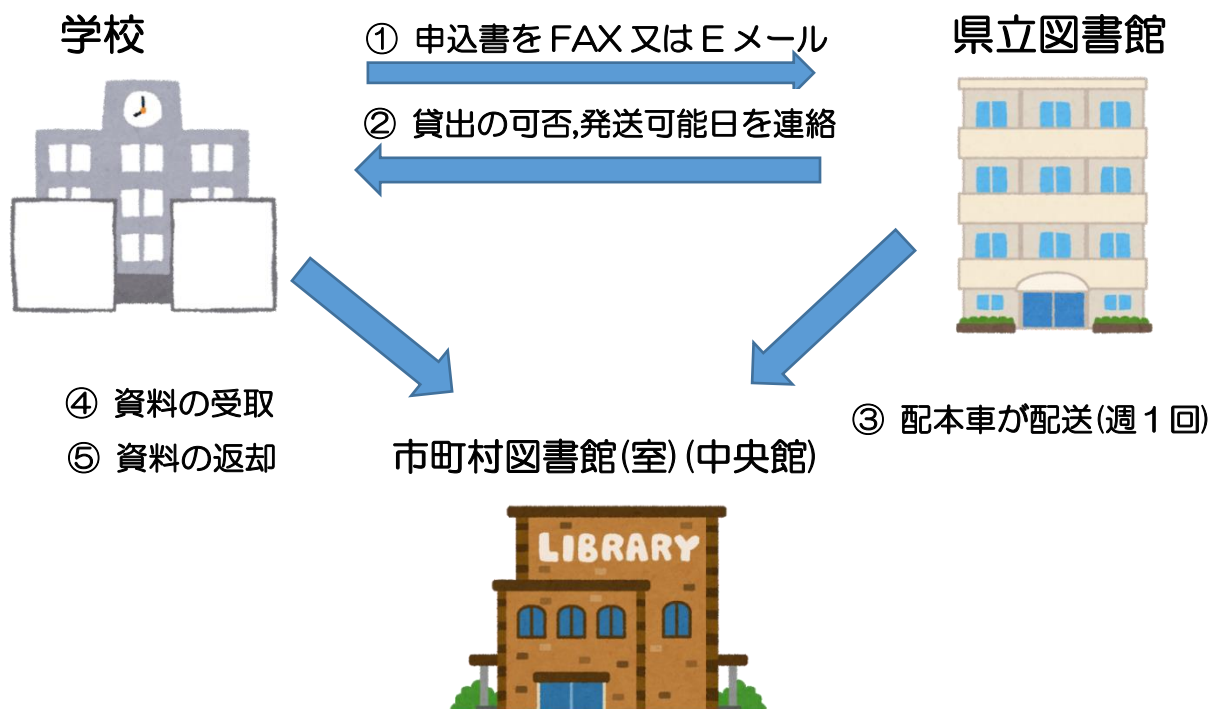 学校
① 申込書をFAX又はEメール
県立図書館
② 貸出の可否,発送可能日を連絡
④ 資料の受取
⑤ 資料の返却
③ 配本車が配送(週1回)
市町村図書館(室)(中央館)
LIBRARY